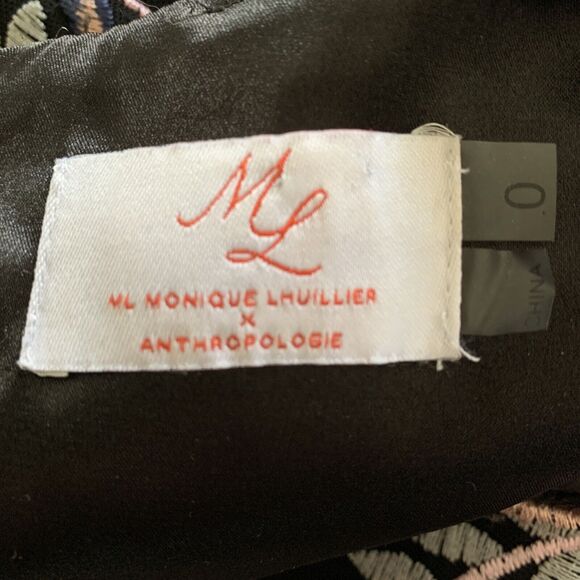 ML
ML MONIQUE LHUILLIER
X
ANTHROPOLOGIE
0
CHINA